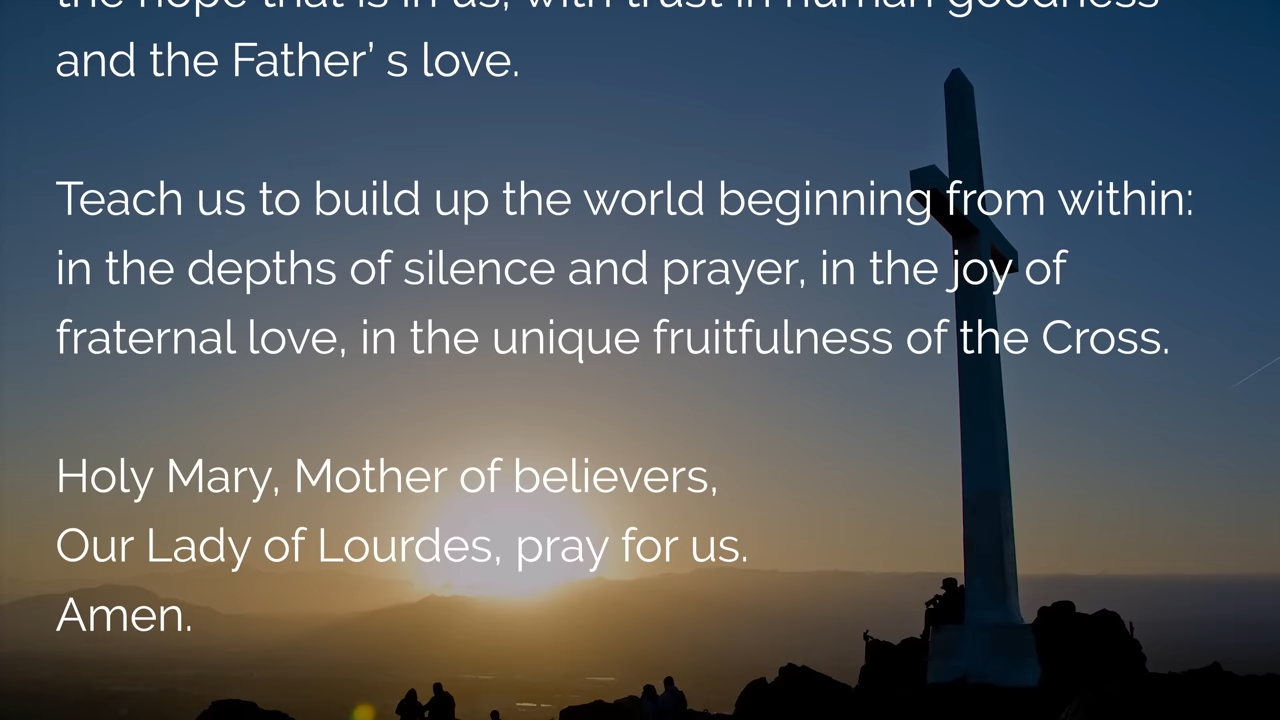 the hope that is in us, with trust in human goodness
and the Father’ s love.
Teach us to build up the world beginning from within:
in the depths of silence and prayer, in the joy of
fraternal love, in the unique fruitfulness of the Cross.
Holy Mary, Mother of believers,
Our Lady of Lourdes, pray for us.
Amen.